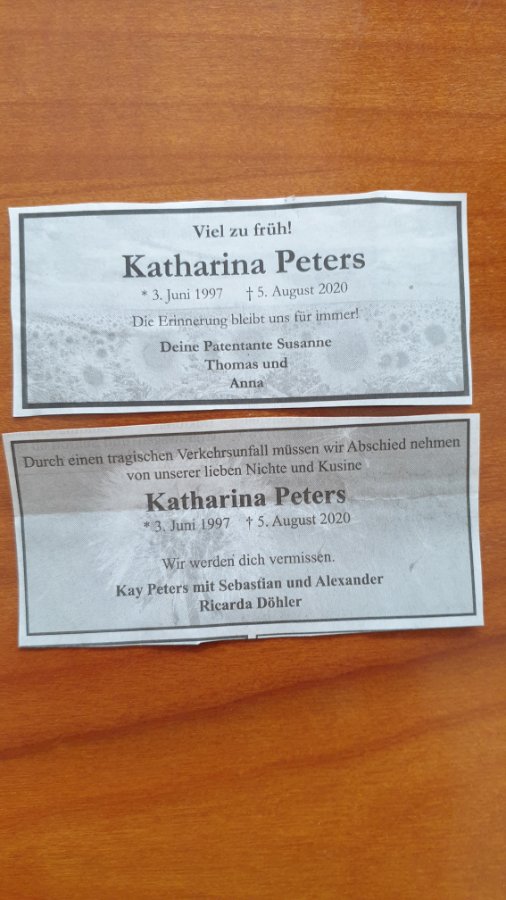 Viel zu früh!
Katharina Peters
* 3. Juni 1997 † 5. August 2020
Die Erinnerung bleibt uns für immer!
Deine Patentante Susanne
Thomas und
Anna
Durch einen tragischen Verkehrsunfall müssen wir Abschied nehmen
von unserer lieben Nichte und Kusine
Katharina Peters
* 3. Juni 1997 † 5. August 2020
Wir werden dich vermissen.
Kay Peters mit Sebastian und Alexander
Ricarda Döhler